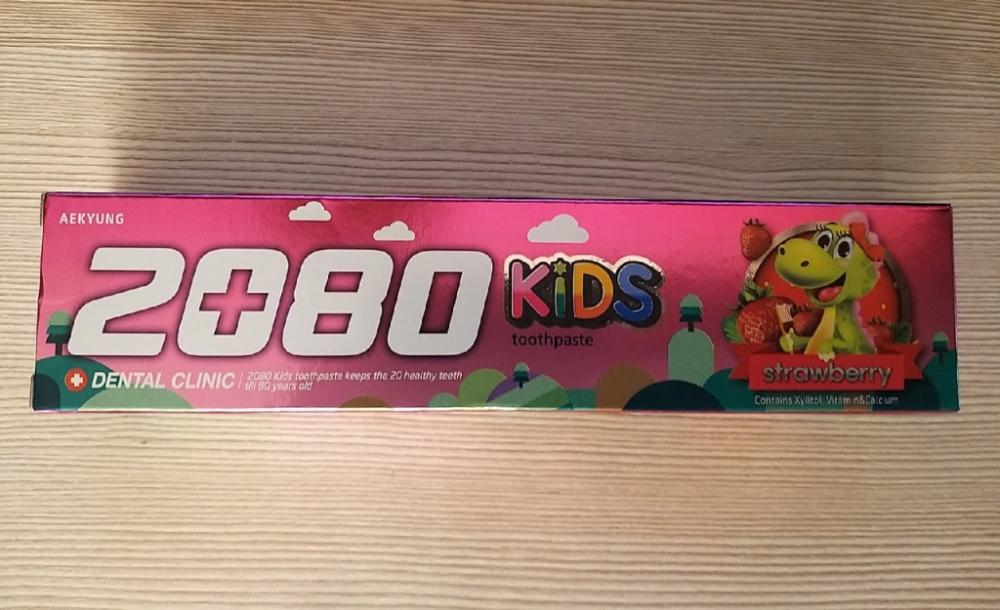 AEKYUNG
2080
KiDS
toothpaste
DENTAL CLINIC
2080 Kids toothpaste keeps the 20 healthy teeth
till 80 years old
strawberry
Contains Xylitol, Vitamin&Calcium